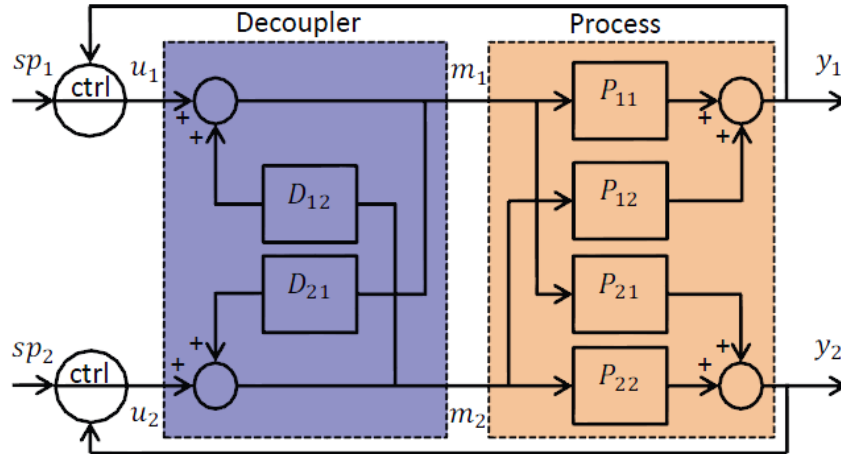 Decoupler
Process
sp₁
ctrl
u₁
m₁
y₁
+
+
P₁₁
+
+
D₁₂
P₁₂
D₂₁
P₂₁
sp₂
ctrl
u₂
m₂
y₂
+
+
P₂₂
+
+